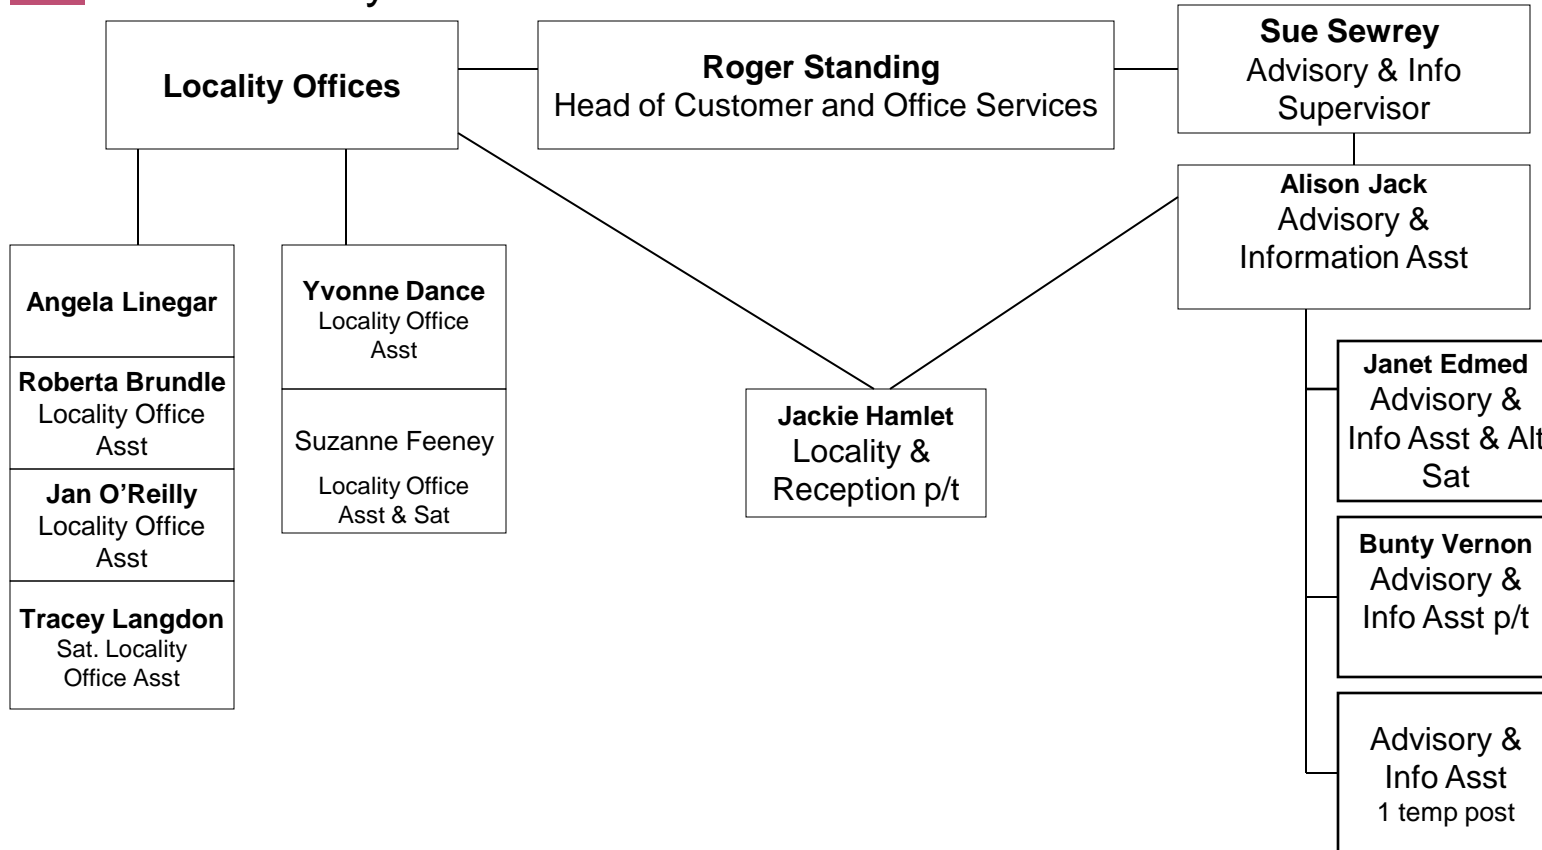 Locality Offices
Roger Standing
Head of Customer and Office Services
Sue Sewrey
Advisory & Info
Supervisor
Alison Jack
Advisory &
Information Asst
Angela Linegar
Roberta Brundle
Locality Office
Asst
Jan O’Reilly
Locality Office
Asst
Tracey Langdon
Sat. Locality
Office Asst
Yvonne Dance
Locality Office
Asst
Suzanne Feeney
Locality Office
Asst & Sat
Jackie Hamlet
Locality &
Reception p/t
Janet Edmed
Advisory &
Info Asst & Alt
Sat
Bunty Vernon
Advisory &
Info Asst p/t
Advisory &
Info Asst
1 temp post